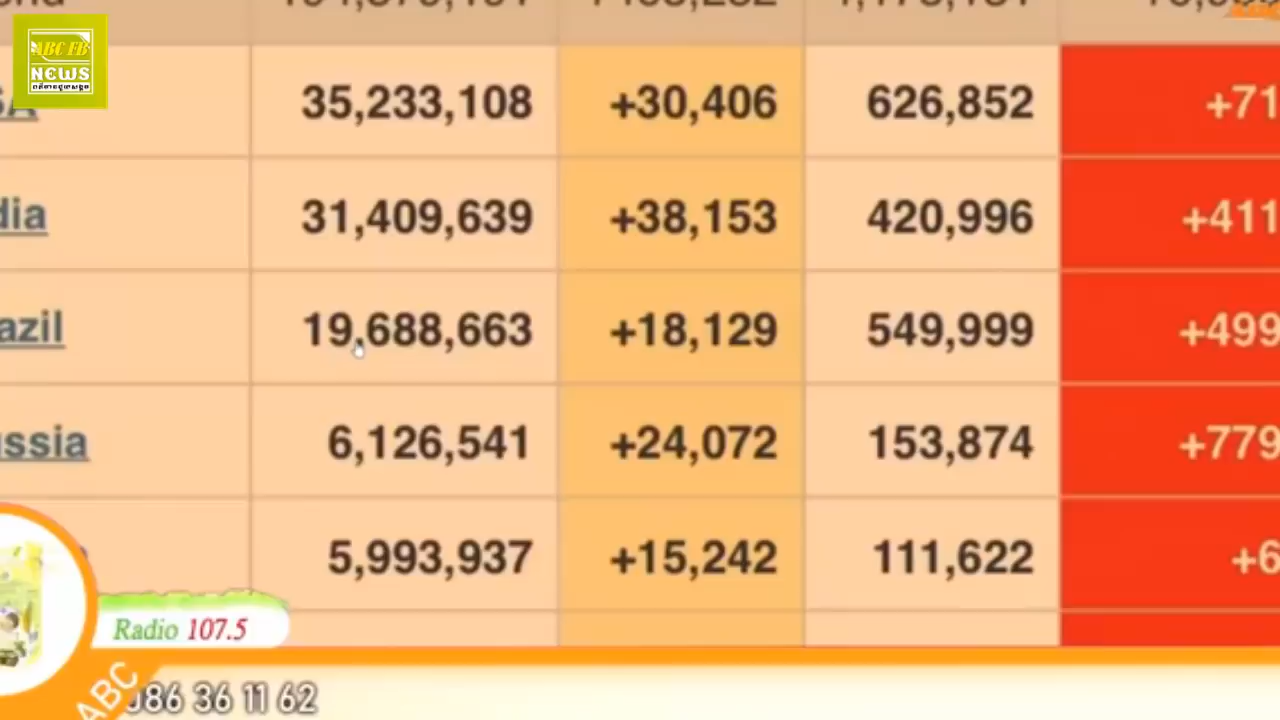 ABC FB
NEWS
35,233,108 +30,406 626,852 +71
dia 31,409,639 +38,153 420,996 +411
azil 19,688,663 +18,129 549,999 +499
ssia 6,126,541 +24,072 153,874 +779
5,993,937 +15,242 111,622 +6
Radio 107.5
ABC
086 36 11 62